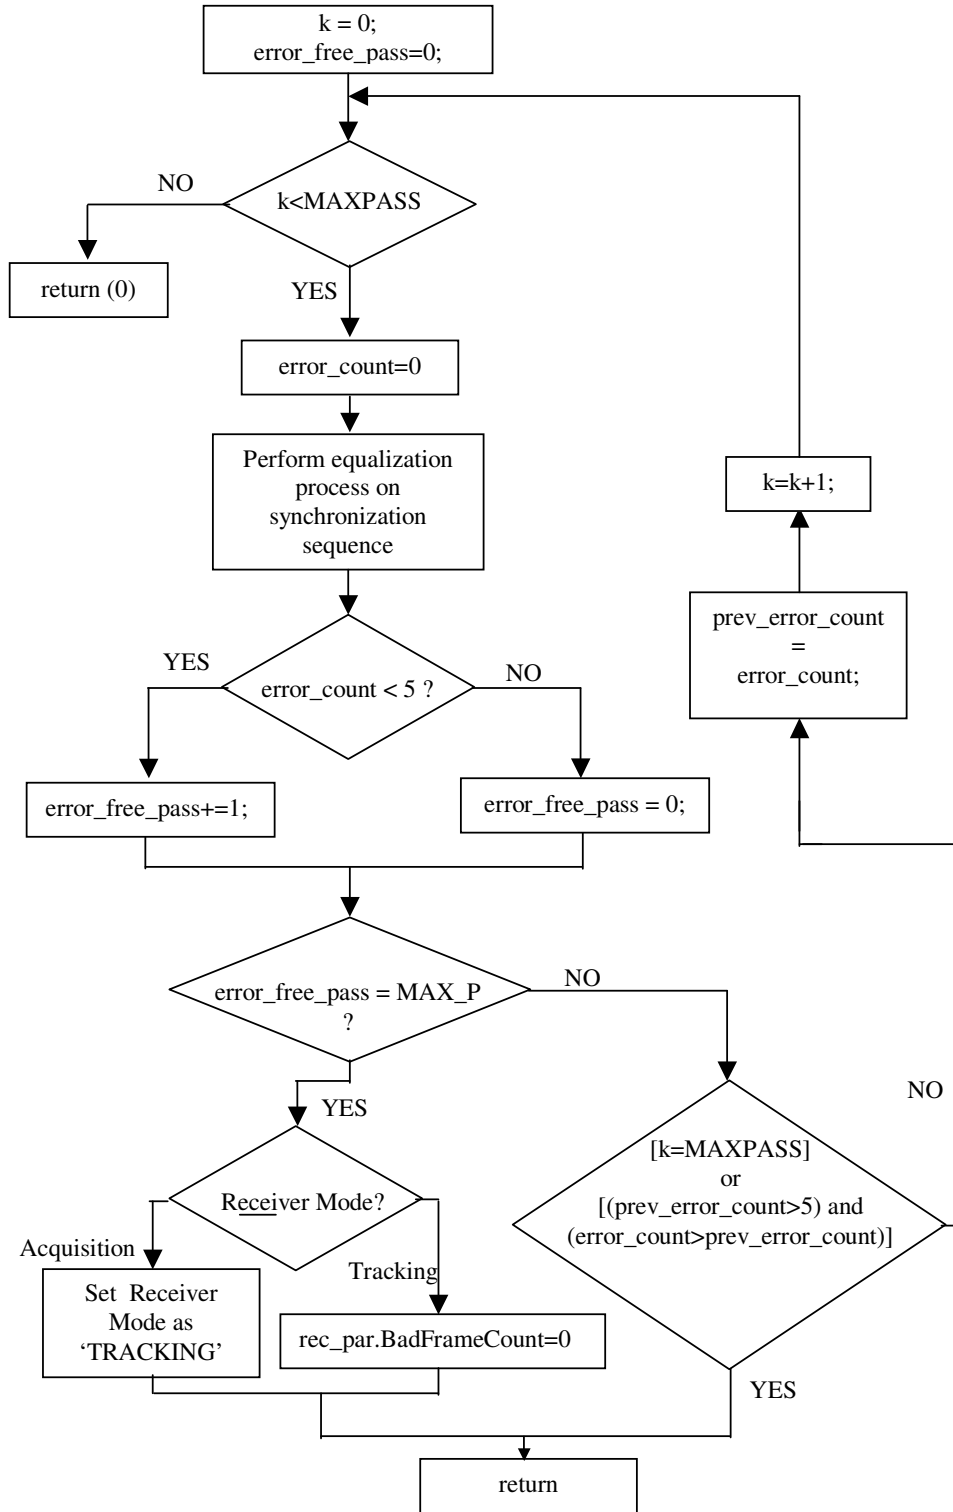 k = 0;
error_free_pass=0;
NO
k<MAXPASS
return (0)
YES
error_count=0
Perform equalization
process on
synchronization
sequence
k=k+1;
prev_error_count
=
error_count;
YES
error_count < 5 ?
NO
error_free_pass+=1;
error_free_pass = 0;
error_free_pass = MAX_P
?
NO
YES
NO
[k=MAXPASS]
or
[(prev_error_count>5) and
(error_count>prev_error_count)]
Receiver Mode?
Acquisition
Tracking
Set Receiver
Mode as
‘TRACKING’
rec_par.BadFrameCount=0
YES
return